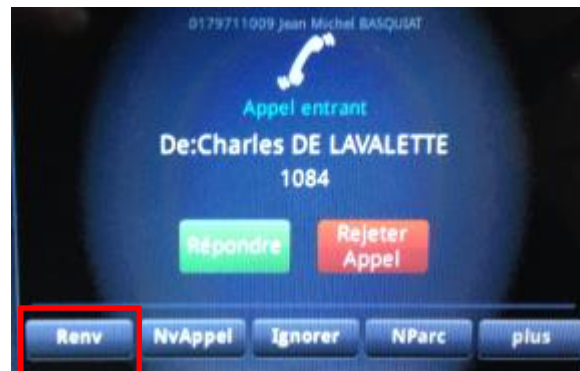 0179711009 Jean Michel BASQUIAT
Appel entrant
De:Charles DE LAVALETTE
1084
Répondre
Rejeter
Appel
Renv NvAppel Ignorer NParc plus